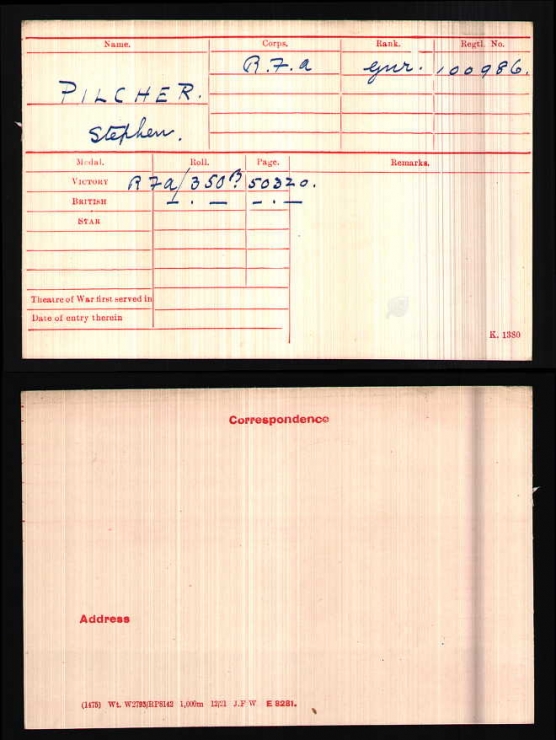 Name. Corps. Rank. Regtl. No.
R.F.a Gnr. 100986.
PILCHER.
Stephen.
Medal. Roll. Page. Remarks.
VICTORY RFa/350B 50320.
BRITISH — . — — . —
STAR
Theatre of War first served in
Date of entry therein
K. 1380
Correspondence
Address
(1475) Wt. W2793/RP8142 1,000m 12/21 J.F W E 8281.